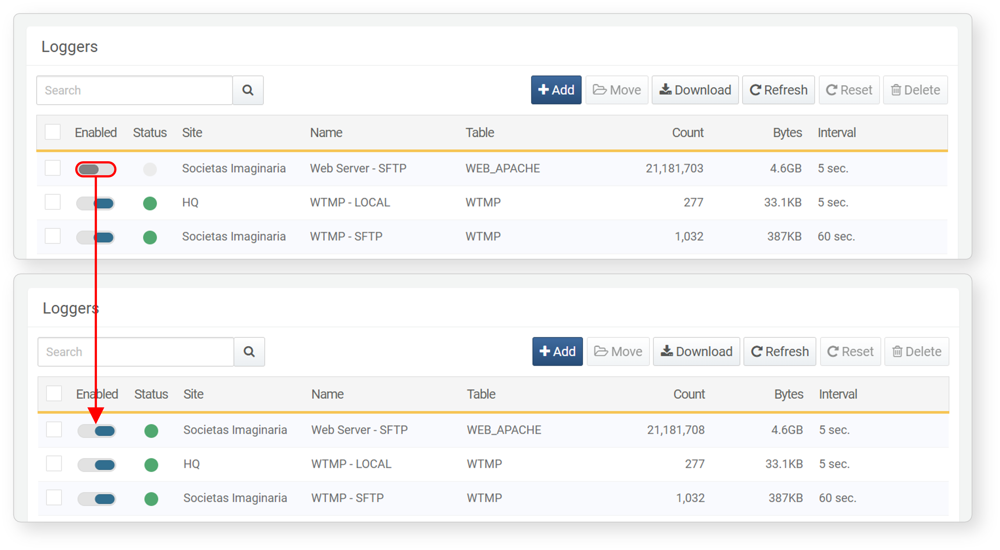 Loggers
Search Add Move Download Refresh Reset Delete
Enabled Status Site Name Table Count Bytes Interval
Societas Imaginaria Web Server - SFTP WEB_APACHE 21,181,703 4.6GB 5 sec.
HQ WTMP - LOCAL WTMP 277 33.1KB 5 sec.
Societas Imaginaria WTMP - SFTP WTMP 1,032 387KB 60 sec.
Loggers
Search Add Move Download Refresh Reset Delete
Enabled Status Site Name Table Count Bytes Interval
Societas Imaginaria Web Server - SFTP WEB_APACHE 21,181,708 4.6GB 5 sec.
HQ WTMP - LOCAL WTMP 277 33.1KB 5 sec.
Societas Imaginaria WTMP - SFTP WTMP 1,032 387KB 60 sec.